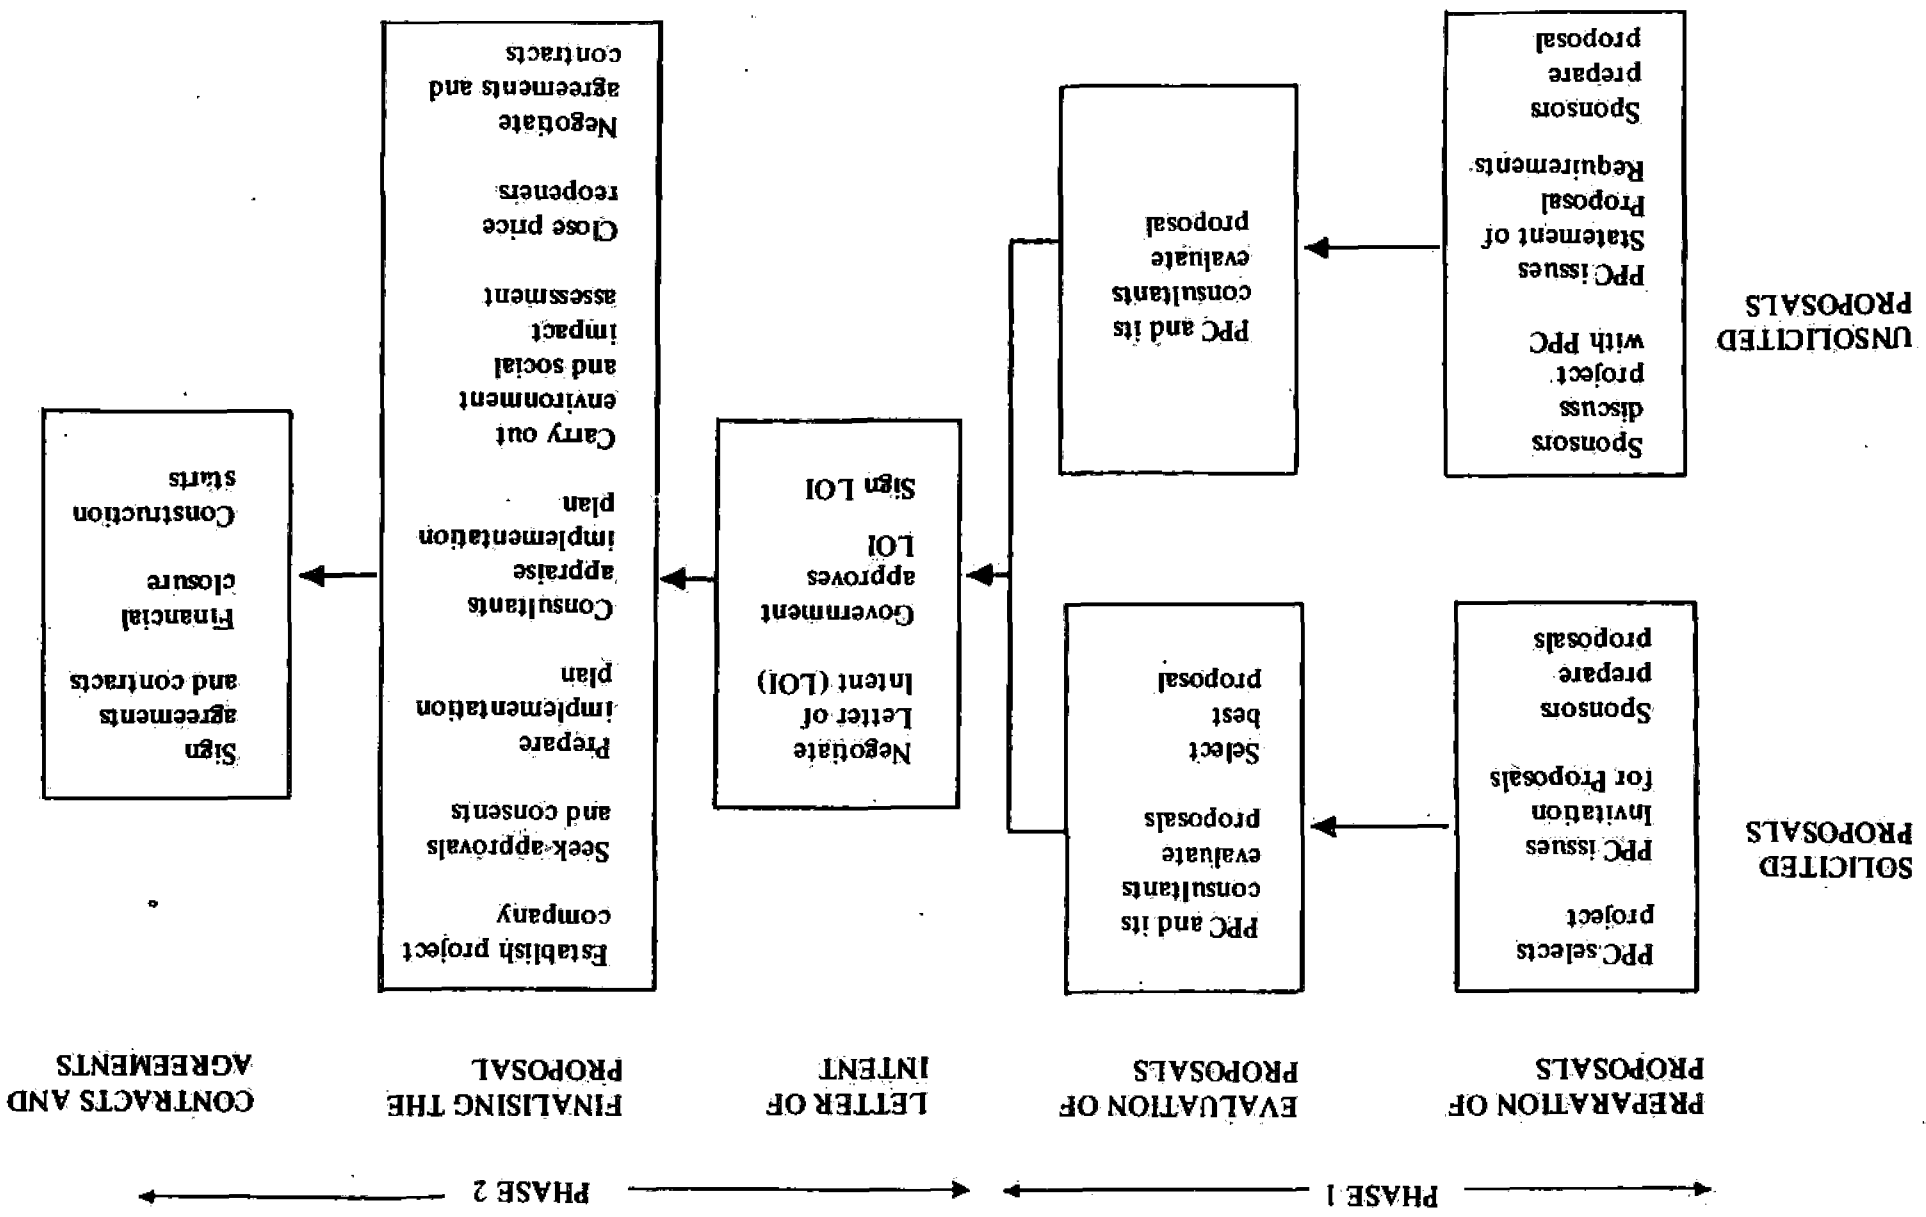 PHASE 1
PHASE 2
PREPARATION OF
PROPOSALS
EVALUATION OF
PROPOSALS
LETTER OF
INTENT
FINALISING THE
PROPOSAL
CONTRACTS AND
AGREEMENTS
SOLICITED
PROPOSALS
PPC selects
project
PPC issues
Invitation
for Proposals
Sponsors
prepare
proposals
PPC and its
consultants
evaluate
proposals
Select
best
proposal
Negotiate
Letter of
Intent (LOI)
Government
approves
LOI
Sign LOI
Establish project
company
Seek approvals
and consents
Prepare
implementation
plan
Consultants
appraise
implementation
plan
Carry out
environment
and social
impact
assessment
Close price
reopeners
Negotiate
agreements and
contracts
Sign
agreements
and contracts
Financial
closure
Construction
starts
UNSOLICITED
PROPOSALS
Sponsors
discuss
project
with PPC
PPC issues
Statement of
Proposal
Requirements
Sponsors
prepare
proposal
PPC and its
consultants
evaluate
proposal